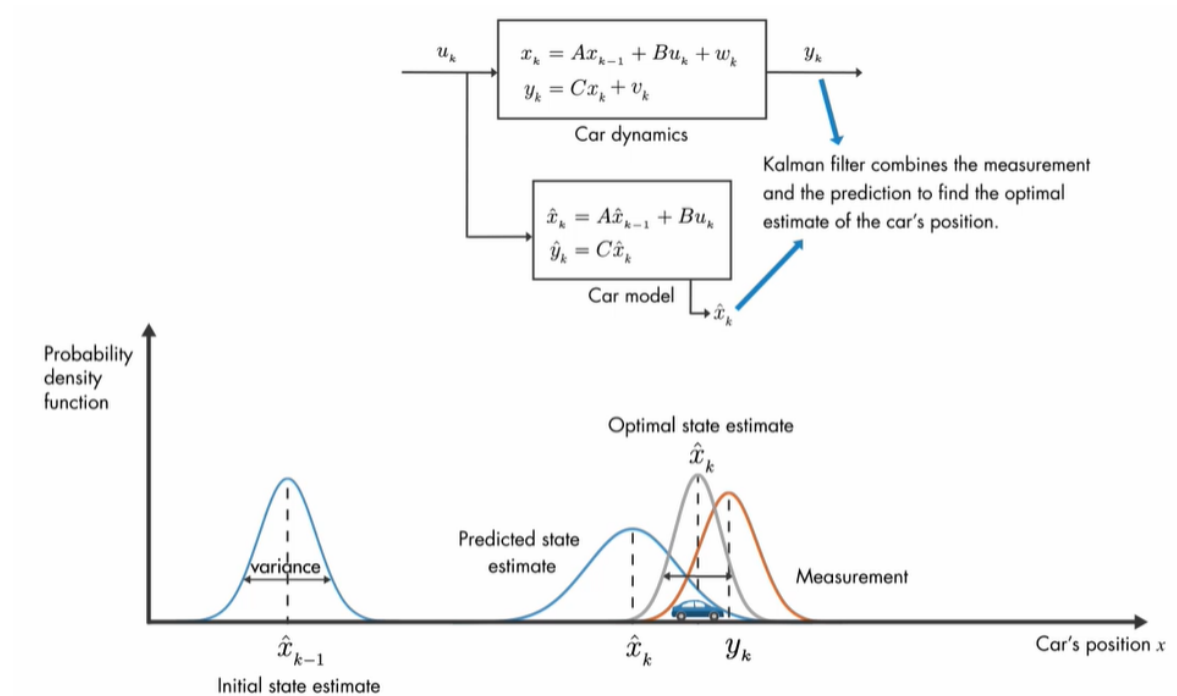 u_k
x_k = Ax_{k-1} + Bu_k + w_k
y_k = Cx_k + v_k
y_k
Car dynamics
Kalman filter combines the measurement
and the prediction to find the optimal
estimate of the car's position.
x̂_k = Ax̂_{k-1} + Bu_k
ŷ_k = Cx̂_k
Car model
x̂_k
Probability
density
function
Optimal state estimate
x̂_k
Predicted state
estimate
variance
Measurement
x̂_{k-1}
x̂_k
y_k
Car's position x
Initial state estimate